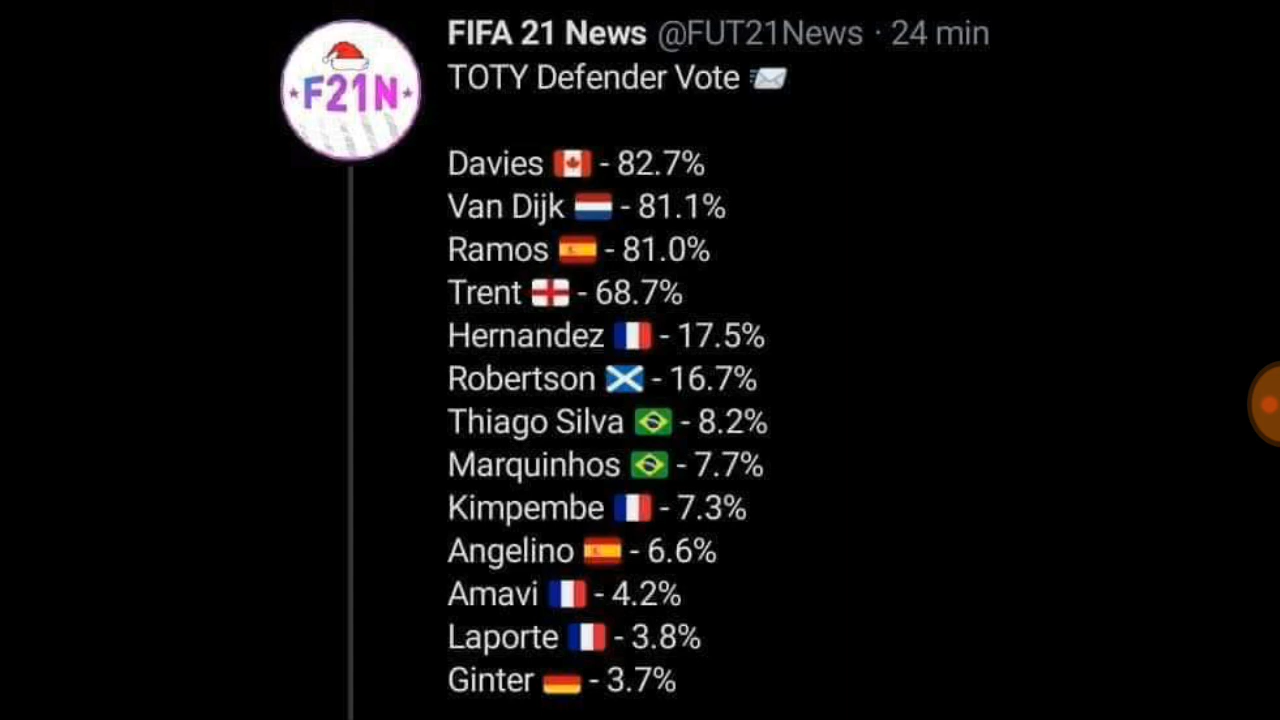 F21N
FIFA 21 News @FUT21News · 24 min
TOTY Defender Vote 📨
Davies 🇨🇦 - 82.7%
Van Dijk 🇳🇱 - 81.1%
Ramos 🇪🇸 - 81.0%
Trent 🏴󠁧󠁢󠁥󠁮󠁧󠁿 - 68.7%
Hernandez 🇫🇷 - 17.5%
Robertson 🏴󠁧󠁢󠁳󠁣󠁴󠁿 - 16.7%
Thiago Silva 🇧🇷 - 8.2%
Marquinhos 🇧🇷 - 7.7%
Kimpembe 🇫🇷 - 7.3%
Angelino 🇪🇸 - 6.6%
Amavi 🇫🇷 - 4.2%
Laporte 🇫🇷 - 3.8%
Ginter 🇩🇪 - 3.7%